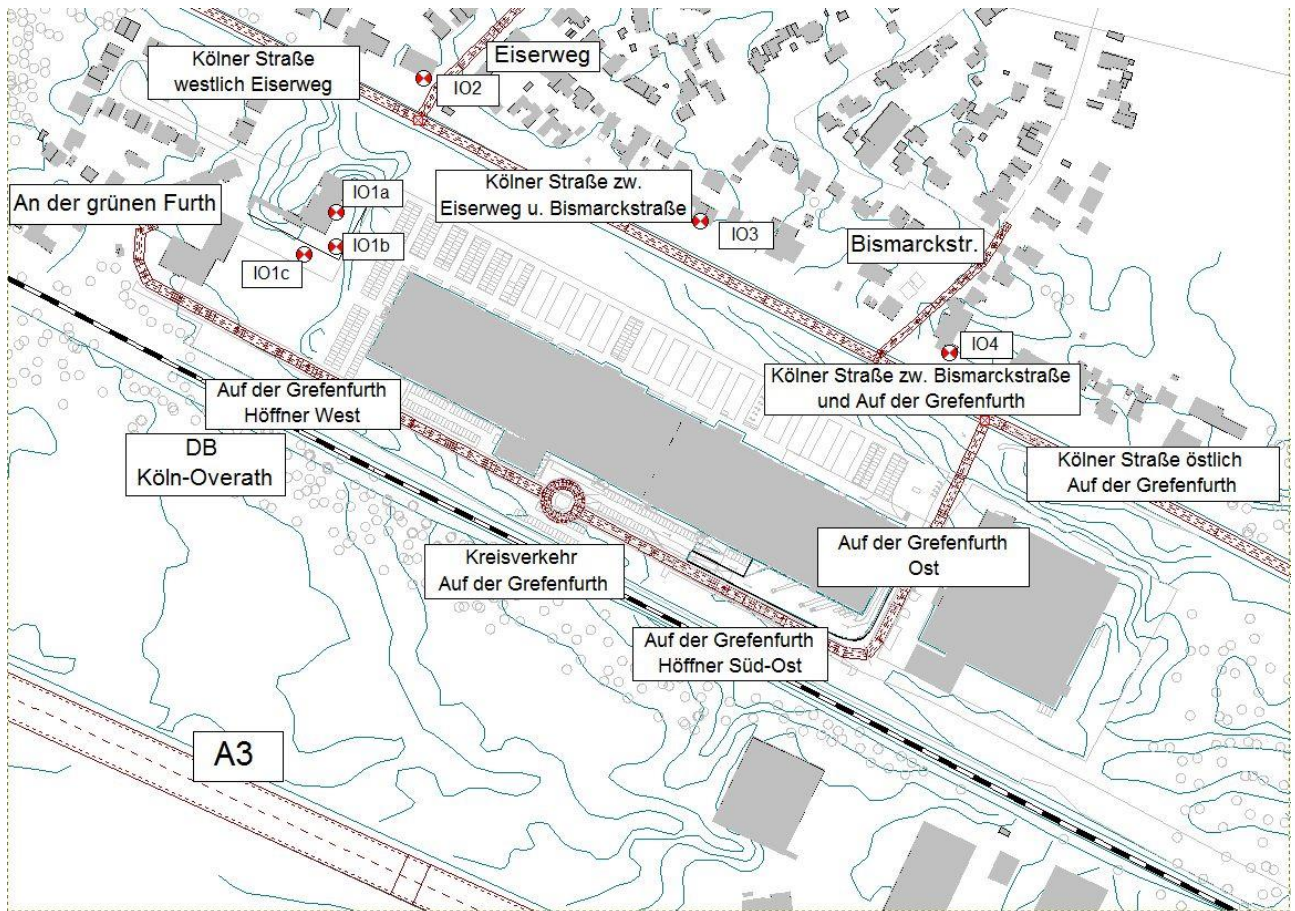 Kölner Straße
westlich Eiserweg
Eiserweg
IO2
An der grünen Furth
IO1a
IO1b
IO1c
Kölner Straße zw.
Eiserweg u. Bismarckstraße
IO3
Bismarckstr.
IO4
Kölner Straße zw. Bismarckstraße
und Auf der Grefenfurth
Auf der Grefenfurth
Höffner West
DB
Köln-Overath
Kölner Straße östlich
Auf der Grefenfurth
Auf der Grefenfurth
Ost
Kreisverkehr
Auf der Grefenfurth
Auf der Grefenfurth
Höffner Süd-Ost
A3